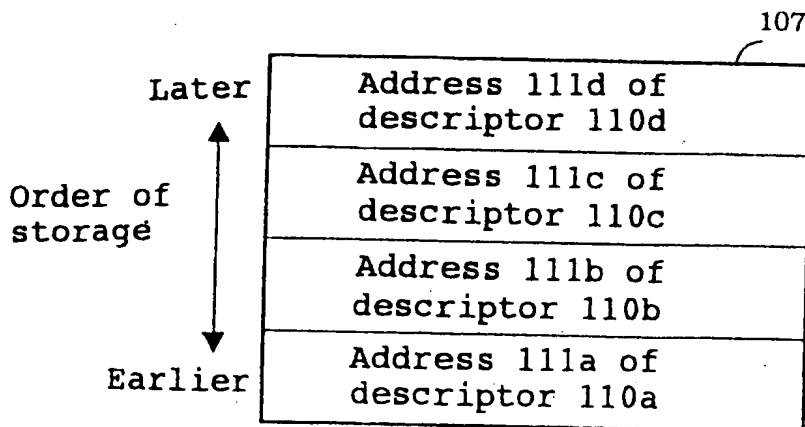 107
Later
Address 111d of
descriptor 110d
Address 111c of
descriptor 110c
Order of
storage
Address 111b of
descriptor 110b
Earlier
Address 111a of
descriptor 110a